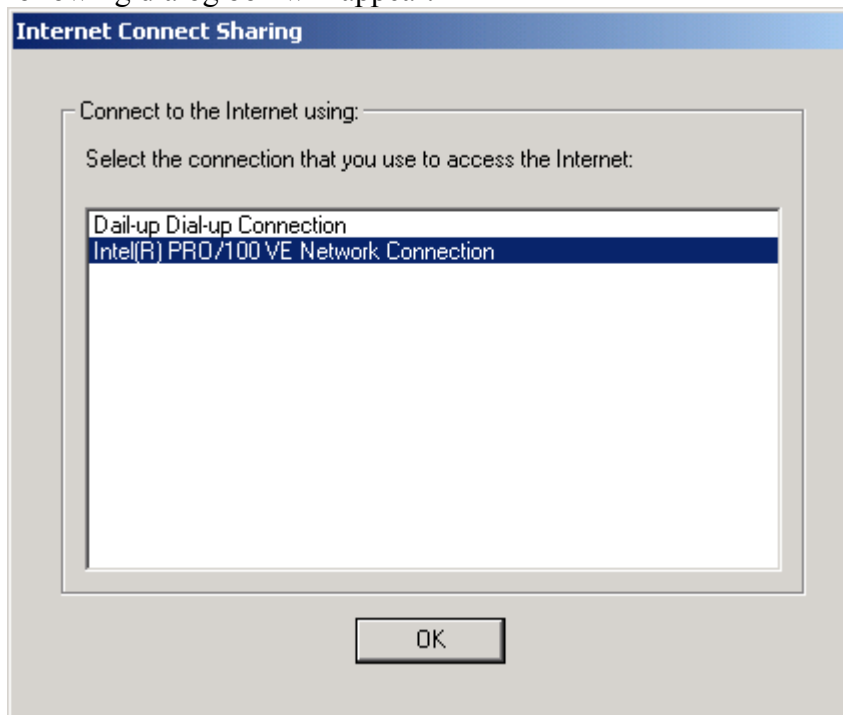 Internet Connect Sharing
Connect to the Internet using:
Select the connection that you use to access the Internet:
Dail-up Dial-up Connection
Intel(R) PRO/100 VE Network Connection
OK